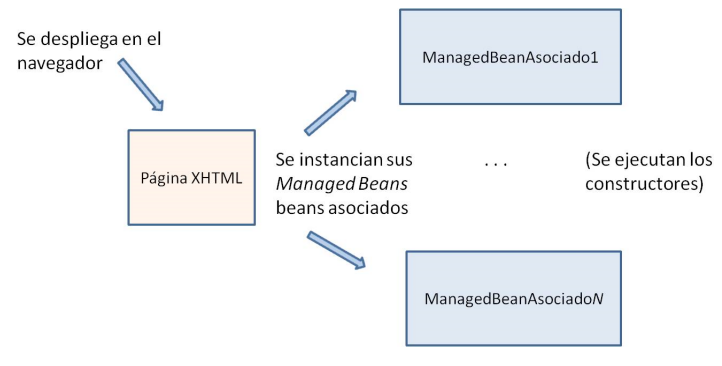 Se despliega en el
navegador
ManagedBeanAsociado1
Página XHTML
Se instancian sus
Managed Beans
beans asociados
...
(Se ejecutan los
constructores)
ManagedBeanAsociadoN